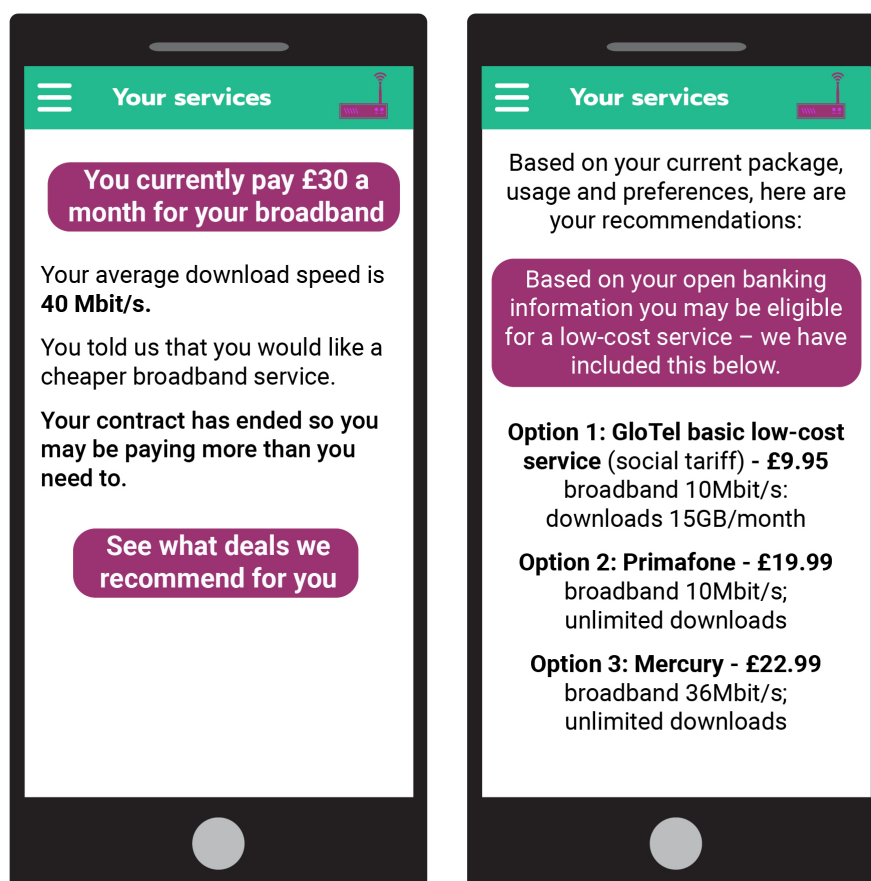 Your services
You currently pay £30 a
month for your broadband
Your average download speed is
40 Mbit/s.
You told us that you would like a
cheaper broadband service.
Your contract has ended so you
may be paying more than you
need to.
See what deals we
recommend for you
Your services
Based on your current package,
usage and preferences, here are
your recommendations:
Based on your open banking
information you may be eligible
for a low-cost service – we have
included this below.
Option 1: GloTel basic low-cost
service (social tariff) - £9.95
broadband 10Mbit/s:
downloads 15GB/month
Option 2: Primafone - £19.99
broadband 10Mbit/s;
unlimited downloads
Option 3: Mercury - £22.99
broadband 36Mbit/s;
unlimited downloads